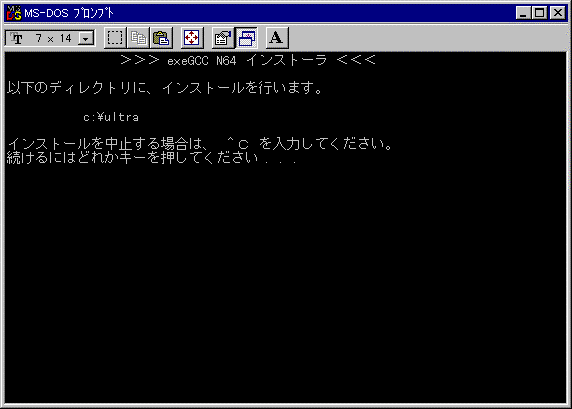 MS-DOS ﾌﾟﾛﾝﾌﾟﾄ
7 × 14
A
>>> exeGCC N64 インストーラ <<<
以下のディレクトリに、インストールを行います。
c:¥ultra
インストールを中止する場合は、 ^C を入力してください。
続けるにはどれかキーを押してください . . .